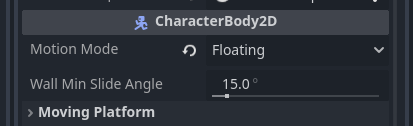 CharacterBody2D
Motion Mode Floating
Wall Min Slide Angle 15.0 °
Moving Platform